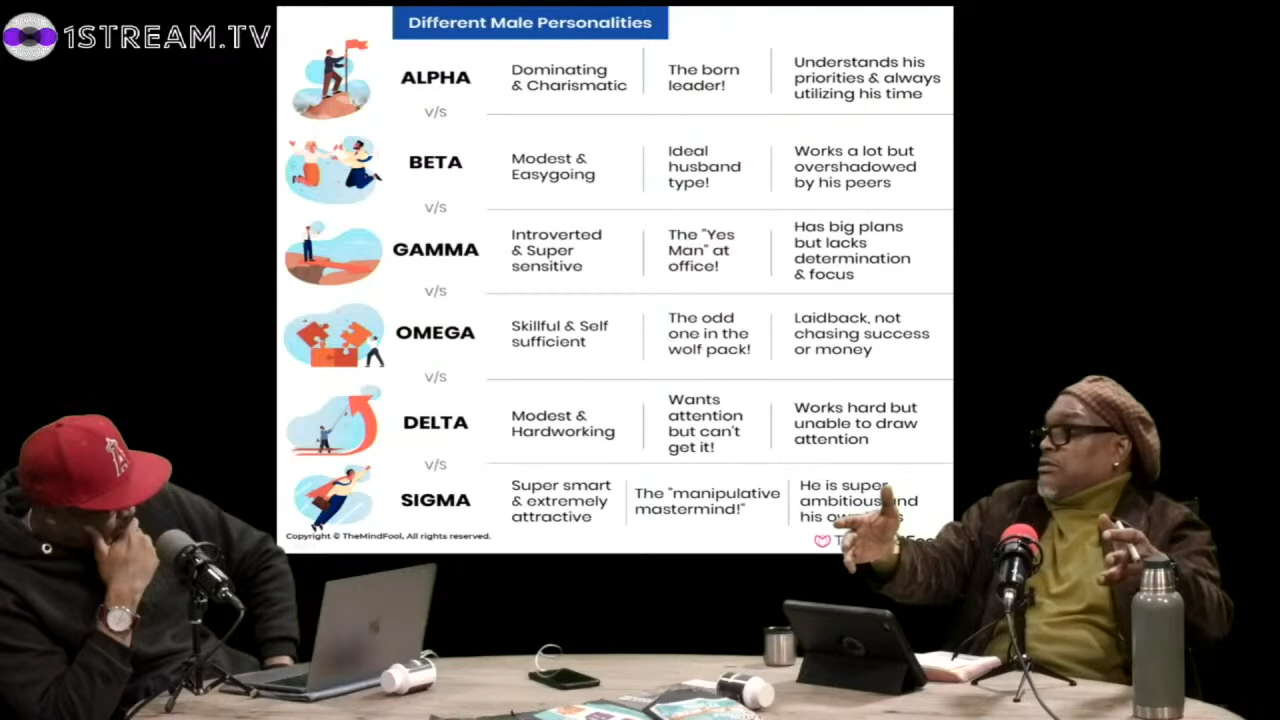 1STREAM.TV
Different Male Personalities
ALPHA
Dominating
& Charismatic
The born
leader!
Understands his
priorities & always
utilizing his time
v/s
BETA
Modest &
Easygoing
Ideal
husband
type!
Works a lot but
overshadowed
by his peers
v/s
GAMMA
Introverted
& Super
sensitive
The "Yes
Man" at
office!
Has big plans
but lacks
determination
& focus
v/s
OMEGA
Skillful & Self
sufficient
The odd
one in the
wolf pack!
Laidback, not
chasing success
or money
v/s
DELTA
Modest &
Hardworking
Wants
attention
but can't
get it!
Works hard but
unable to draw
attention
v/s
SIGMA
Super smart
& extremely
attractive
The "manipulative
mastermind!"
He is super
ambitious and
his own
Copyright © TheMindFool, All rights reserved.
A